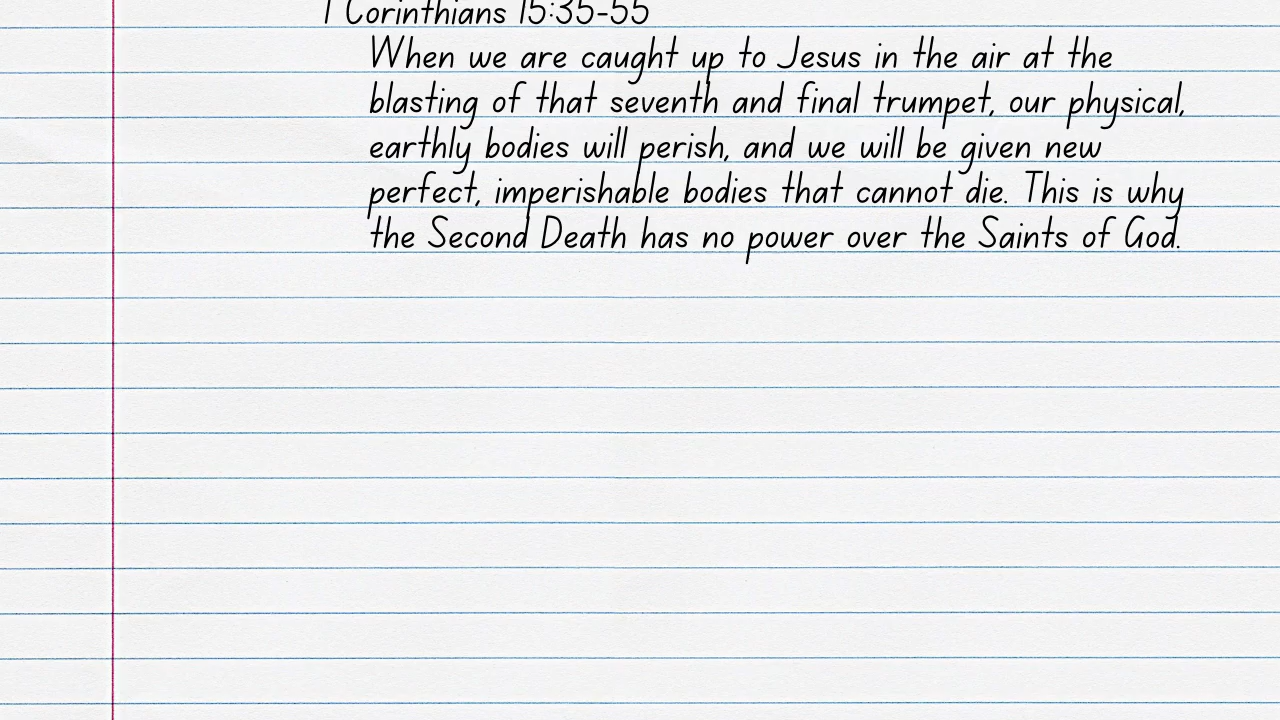 1 Corinthians 15:35-55
When we are caught up to Jesus in the air at the
blasting of that seventh and final trumpet, our physical,
earthly bodies will perish, and we will be given new
perfect, imperishable bodies that cannot die. This is why
the Second Death has no power over the Saints of God.